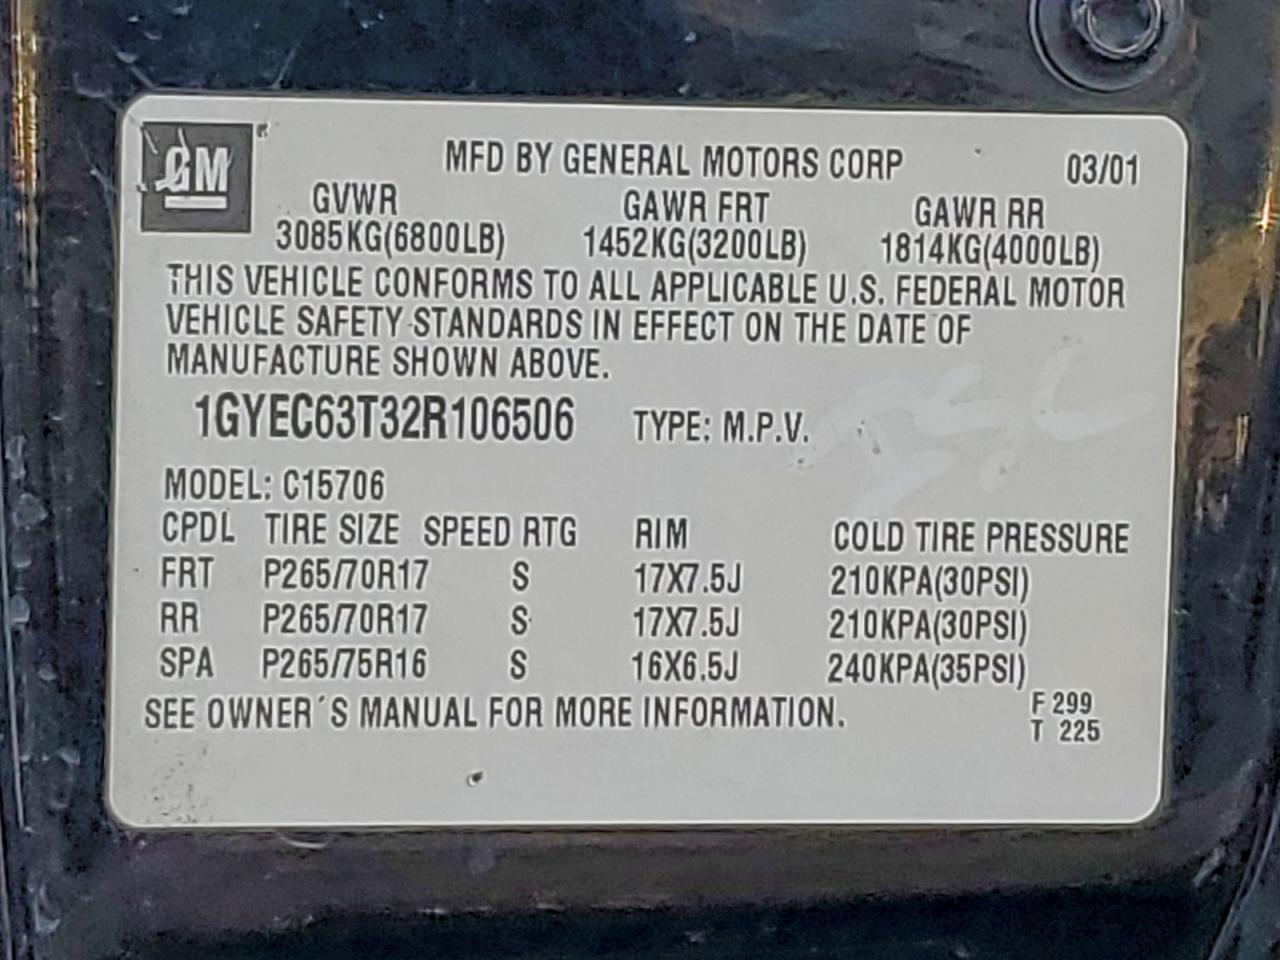 GM
MFD BY GENERAL MOTORS CORP 03/01
GVWR GAWR FRT GAWR RR
3085KG(6800LB) 1452KG(3200LB) 1814KG(4000LB)
THIS VEHICLE CONFORMS TO ALL APPLICABLE U.S. FEDERAL MOTOR
VEHICLE SAFETY STANDARDS IN EFFECT ON THE DATE OF
MANUFACTURE SHOWN ABOVE.
1GYEC63T32R106506 TYPE: M.P.V.
MODEL: C15706
CPDL TIRE SIZE SPEED RTG RIM COLD TIRE PRESSURE
FRT P265/70R17 S 17X7.5J 210KPA(30PSI)
RR P265/70R17 S 17X7.5J 210KPA(30PSI)
SPA P265/75R16 S 16X6.5J 240KPA(35PSI)
SEE OWNER´S MANUAL FOR MORE INFORMATION. F 299
T 225